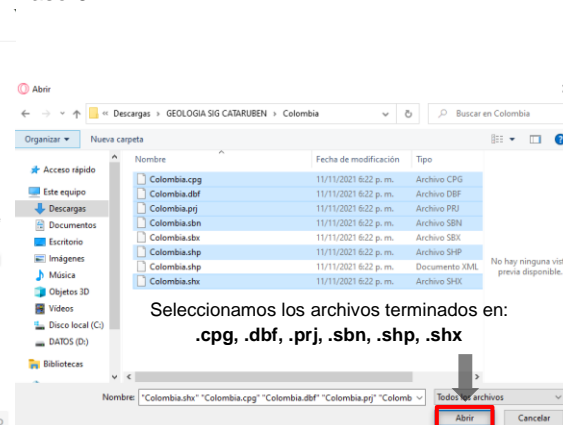 Abrir
« Descargas › GEOLOGIA SIG CATARUBEN › Colombia
Buscar en Colombia
Organizar
Nueva carpeta
Nombre Fecha de modificación Tipo
Acceso rápido
Este equipo
Descargas
Documentos
Escritorio
Imágenes
Música
Objetos 3D
Vídeos
Disco local (C:)
DATOS (D:)
Bibliotecas
Colombia.cpg 11/11/2021 6:22 p. m. Archivo CPG
Colombia.dbf 11/11/2021 6:22 p. m. Archivo DBF
Colombia.prj 11/11/2021 6:22 p. m. Archivo PRJ
Colombia.sbn 11/11/2021 6:22 p. m. Archivo SBN
Colombia.sbx 11/11/2021 6:22 p. m. Archivo SBX
Colombia.shp 11/11/2021 6:22 p. m. Archivo SHP
Colombia.shp 11/11/2021 6:22 p. m. Documento XML
Colombia.shx 11/11/2021 6:22 p. m. Archivo SHX
No hay ninguna vist
previa disponible.
Seleccionamos los archivos terminados en:
.cpg, .dbf, .prj, .sbn, .shp, .shx
Nombre: "Colombia.shx" "Colombia.cpg" "Colombia.dbf" "Colombia.prj" "Colomb
Todos los archivos
Abrir
Cancelar